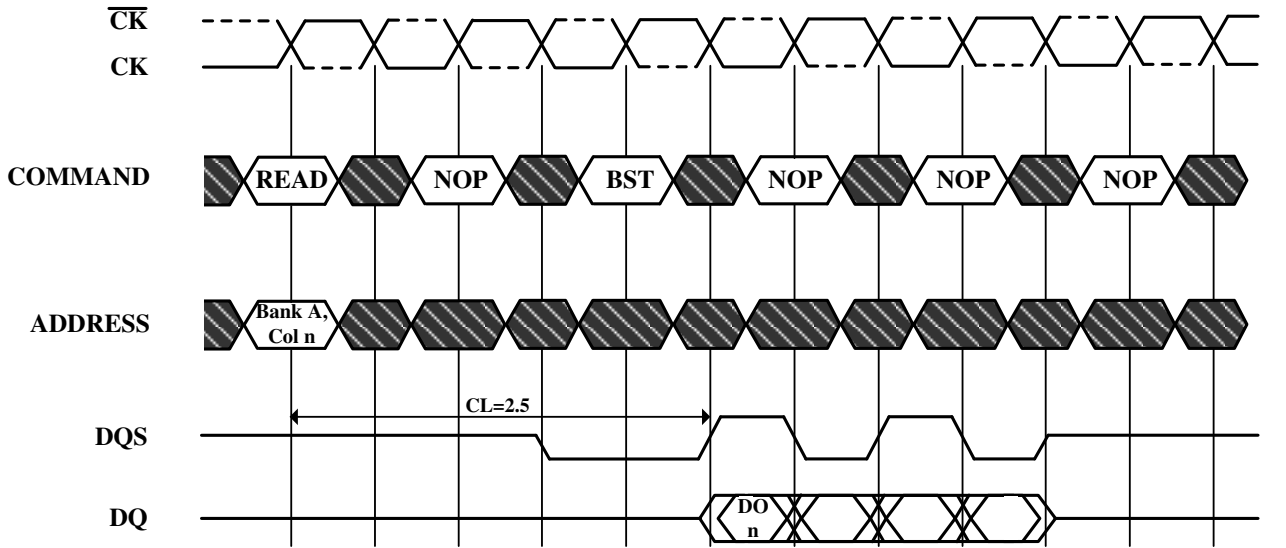 CK
CK
COMMAND
READ
NOP
BST
NOP
NOP
NOP
ADDRESS
Bank A,
Col n
CL=2.5
DQS
DQ
DO
n